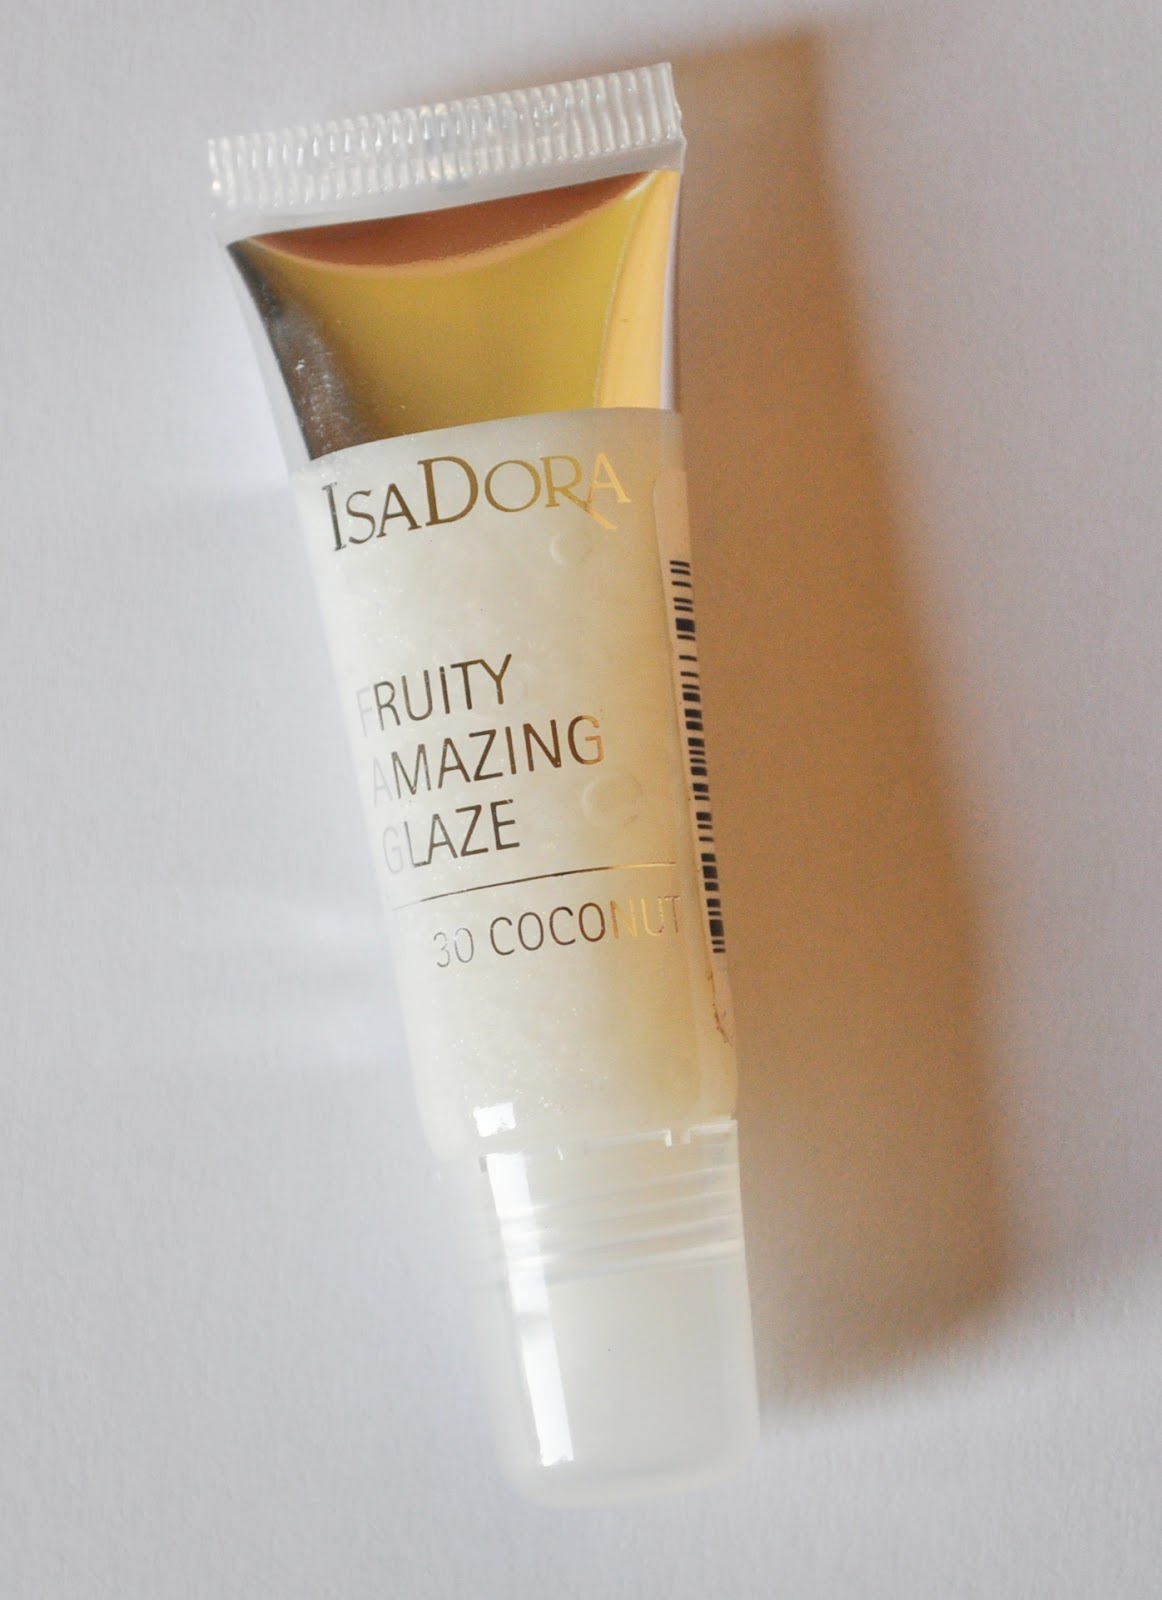 ISADORA
FRUITY
AMAZING
GLAZE
30 COCONUT